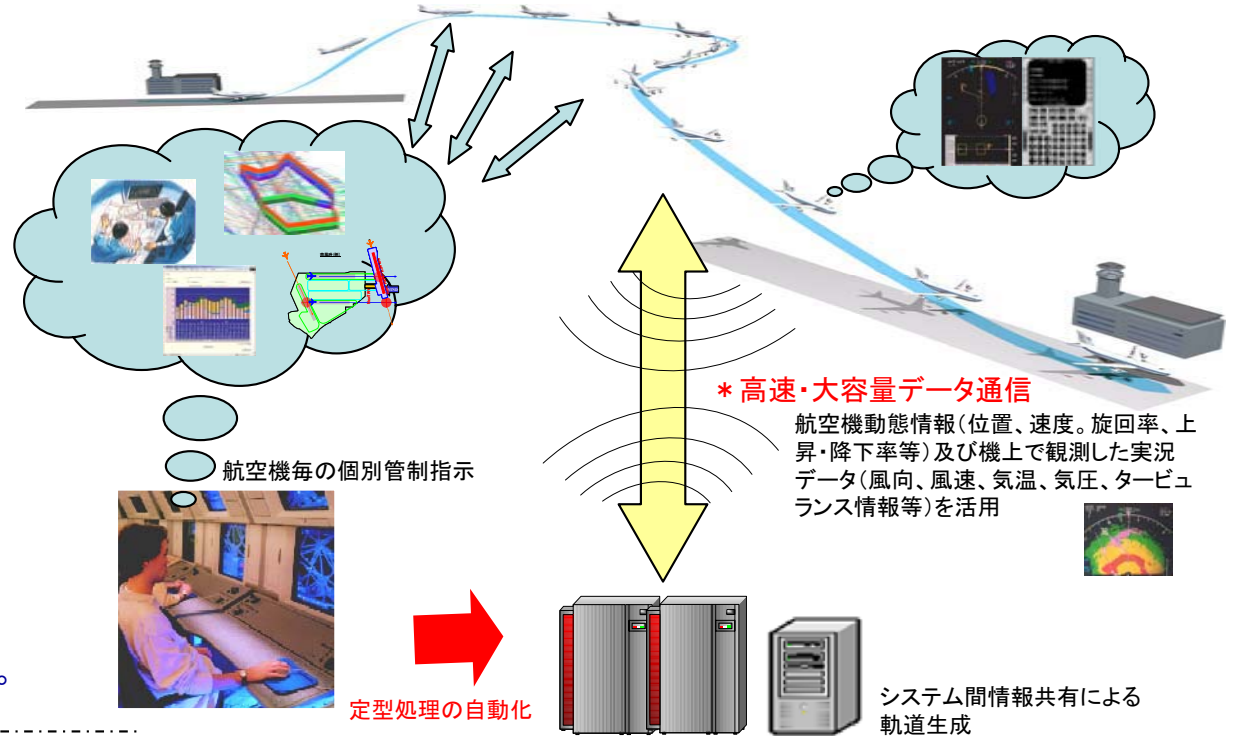 *高速・大容量データ通信
航空機動態情報(位置、速度。旋回率、上
昇・降下率等)及び機上で観測した実況
データ(風向、風速、気温、気圧、タービュ
ランス情報等)を活用
航空機毎の個別管制指示
定型処理の自動化
システム間情報共有による
軌道生成
。